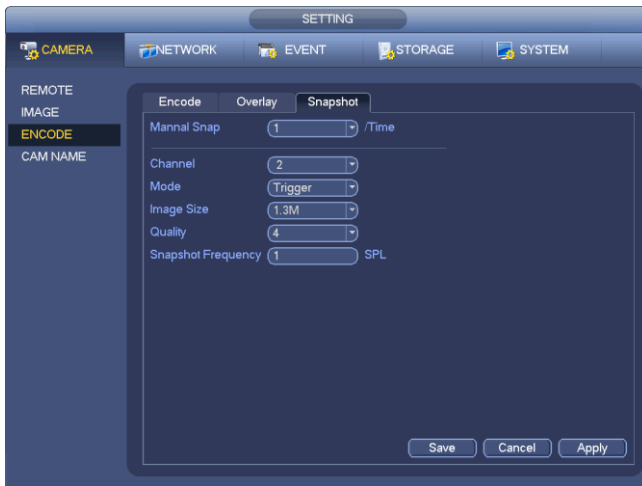 SETTING
CAMERA NETWORK EVENT STORAGE SYSTEM
REMOTE
IMAGE
ENCODE
CAM NAME
Encode Overlay Snapshot
Mannal Snap 1 /Time
Channel 2
Mode Trigger
Image Size 1.3M
Quality 4
Snapshot Frequency 1 SPL
Save Cancel Apply